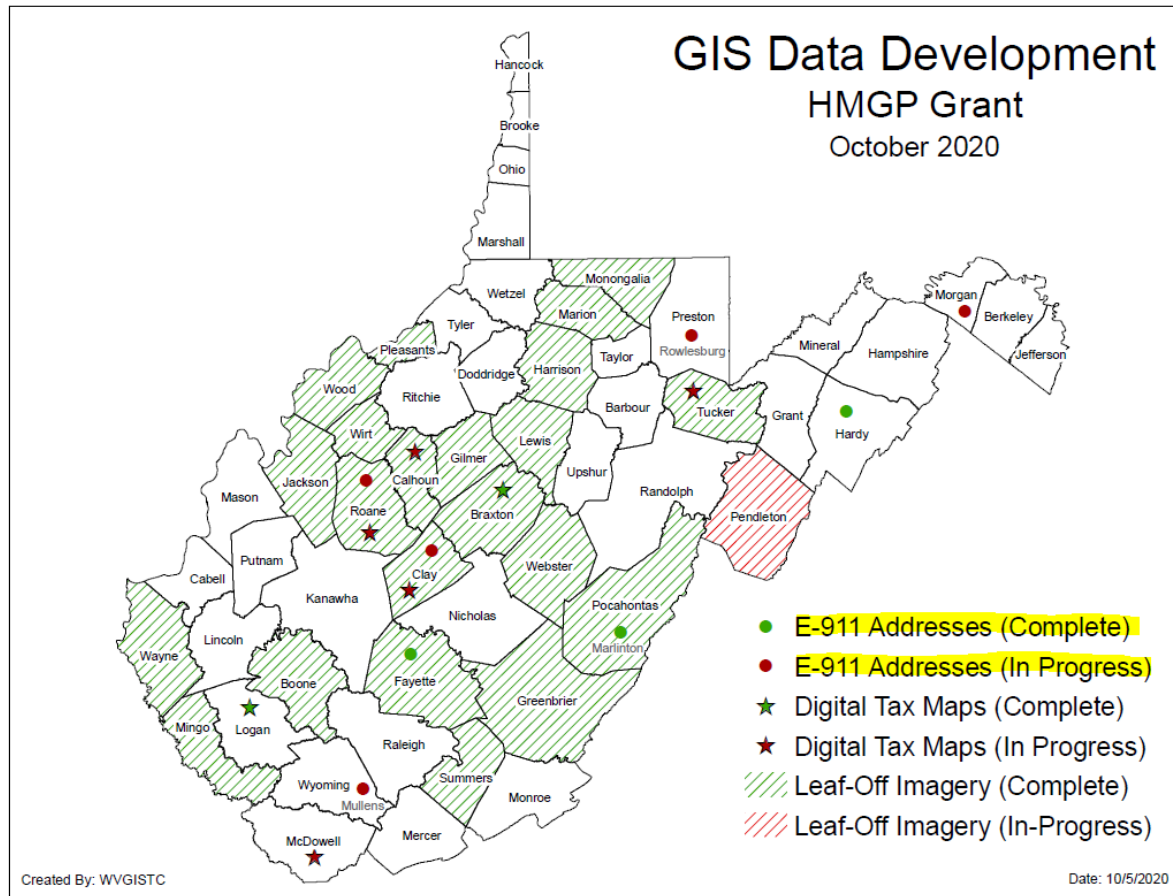 GIS Data Development
HMGP Grant
October 2020
Hancock
Brooke
Ohio
Marshall
Wetzel
Monongalia
Marion
Preston
Rowlesburg
Morgan
Berkeley
Jefferson
Tyler
Pleasants
Doddridge
Harrison
Taylor
Mineral
Hampshire
Wood
Ritchie
Barbour
Tucker
Grant
Hardy
Wirt
Lewis
Gilmer
Calhoun
Upshur
Jackson
Roane
Braxton
Randolph
Pendleton
Mason
Putnam
Clay
Webster
Cabell
Kanawha
Nicholas
Pocahontas
Marlinton
Lincoln
Wayne
Fayette
Boone
Greenbrier
Mingo
Logan
Raleigh
Summers
Wyoming
Mullens
Monroe
McDowell
Mercer
E-911 Addresses (Complete)
E-911 Addresses (In Progress)
Digital Tax Maps (Complete)
Digital Tax Maps (In Progress)
Leaf-Off Imagery (Complete)
Leaf-Off Imagery (In-Progress)
Created By: WVGISTC
Date: 10/5/2020